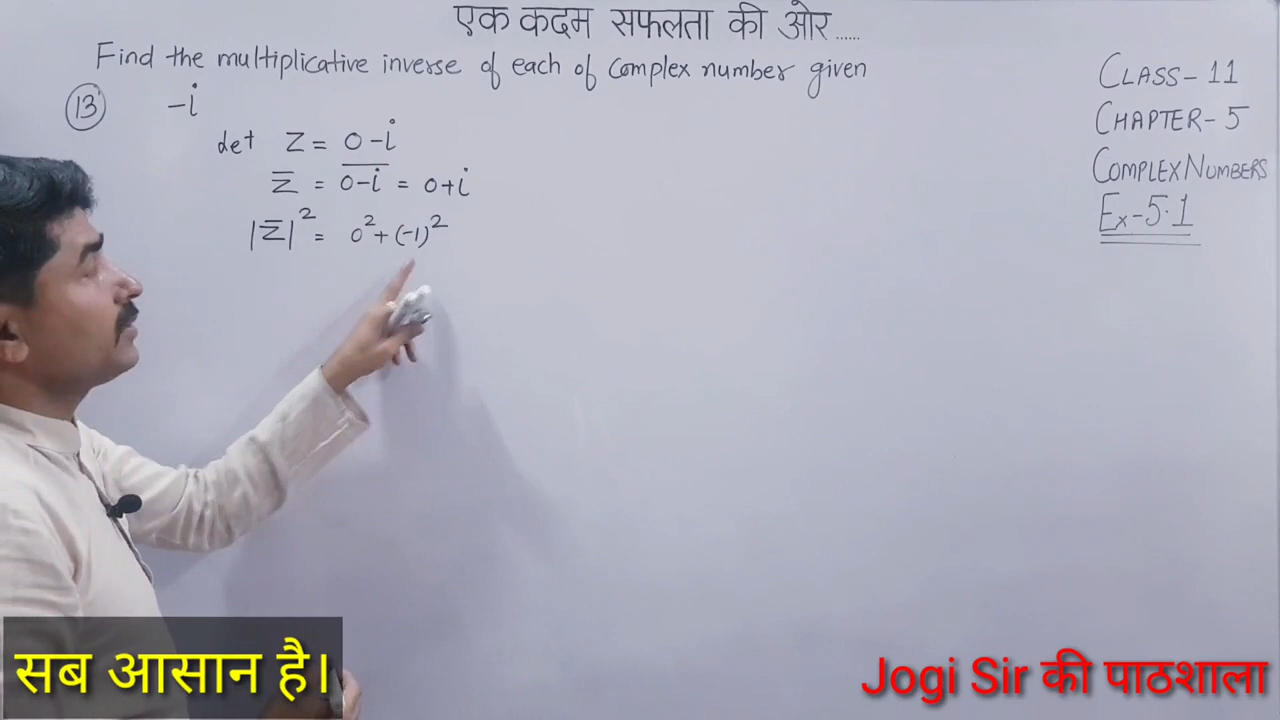 एक कदम सफलता की ओर......
Find the multiplicative inverse of each of complex number given
13 -i
let z = 0-i
z̅ = \overline{0-i} = 0+i
|z̅|² = 0²+(-1)²
CLASS-11
CHAPTER-5
COMPLEX NUMBERS
Ex-5.1
सब आसान है।
Jogi Sir की पाठशाला